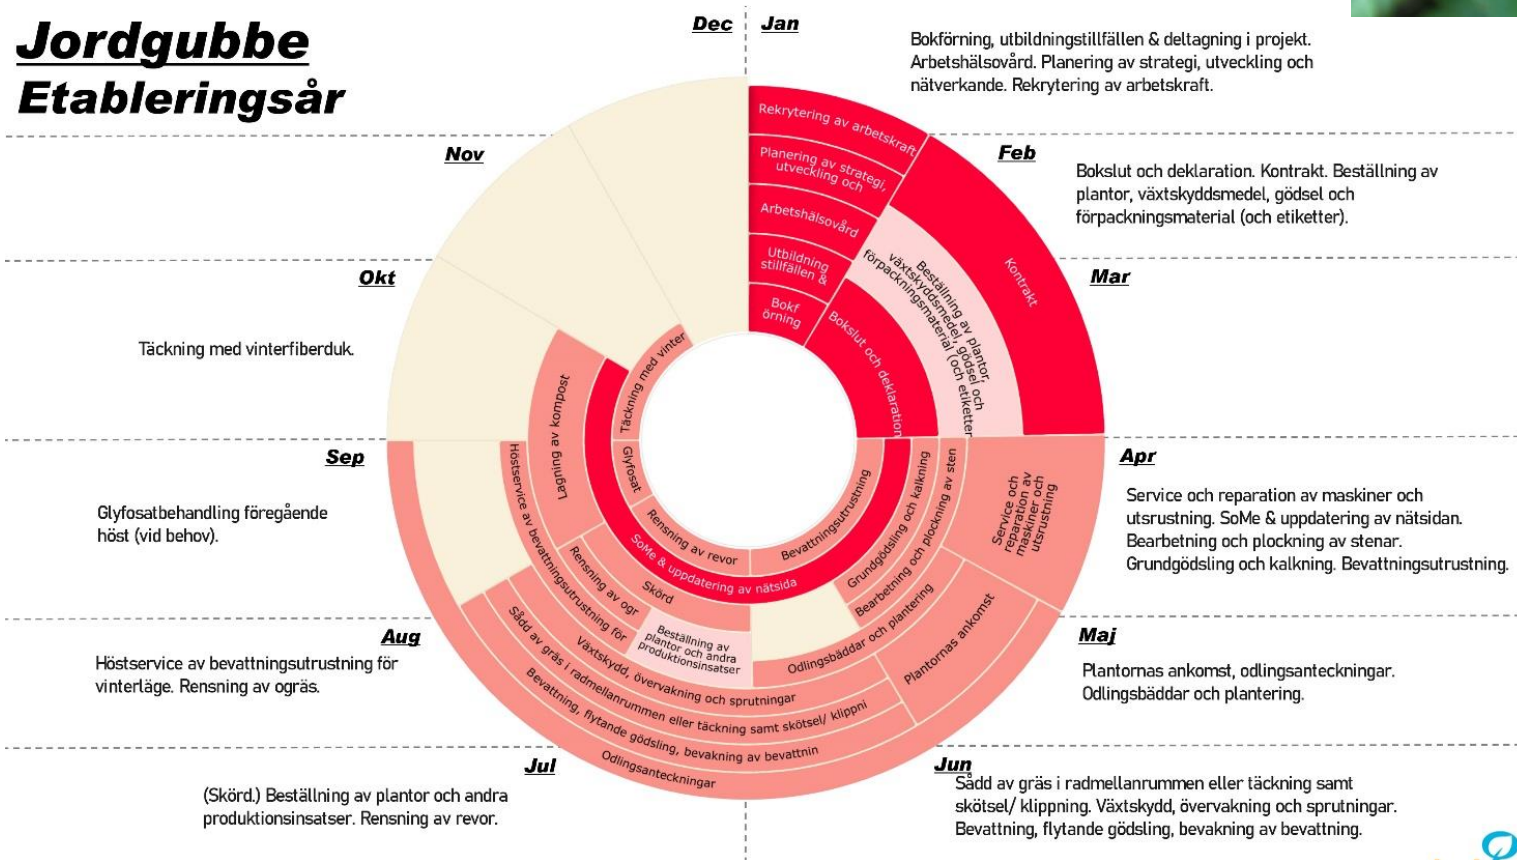 Jordgubbe
Etableringsår
Dec
Jan
Bokförning, utbildningstillfällen & deltagning i projekt.
Arbetshälsovård. Planering av strategi, utveckling och
nätverkande. Rekrytering av arbetskraft.
Feb
Bokslut och deklaration. Kontrakt. Beställning av
plantor, växtskyddsmedel, gödsel och
förpackningsmaterial (och etiketter).
Mar
Apr
Service och reparation av maskiner och
utsrustning. SoMe & uppdatering av nätsidan.
Bearbetning och plockning av stenar.
Grundgödsling och kalkning. Bevattningsutrustning.
Maj
Plantornas ankomst, odlingsanteckningar.
Odlingsbäddar och plantering.
Jun
Sådd av gräs i radmellanrummen eller täckning samt
skötsel/ klippning. Växtskydd, övervakning och sprutningar.
Bevattning, flytande gödsling, bevakning av bevattning.
Jul
(Skörd.) Beställning av plantor och andra
produktionsinsatser. Rensning av revor.
Aug
Höstservice av bevattningsutrustning för
vinterläge. Rensning av ogräs.
Sep
Glyfosatbehandling föregående
höst (vid behov).
Okt
Täckning med vinterfiberduk.
Nov
Rekrytering av arbetskraft
Planering av strategi,
utveckling och
Arbetshälsovård
Utbildning
stillfällen &
Bokf
örning
Kontrakt
Beställning av plantor,
växtskyddsmedel, gödsel och
förpackningsmaterial (och etiketter
Bokslut och deklaration
Service och
reparation av
maskiner och
utsrustning
Bearbetning och plockning av sten
Grundgödsling och kalkning
Bevattningsutrustning
Plantornas ankomst
Odlingsbäddar och plantering
SoMe & uppdatering av nätsida
Växtskydd, övervakning och sprutningar
Sådd av gräs i radmellanrummen eller täckning samt skötsel/ klippni
Bevattning, flytande gödsling, bevakning av bevattnin
Odlingsanteckningar
Skörd
Beställning av
plantor och andra
produktionsinsatser
Rensning av revor
Rensning av ogr
Höstservice av bevattningsutrustning för
Glyfosat
Lagning av kompost
Täckning med vinter